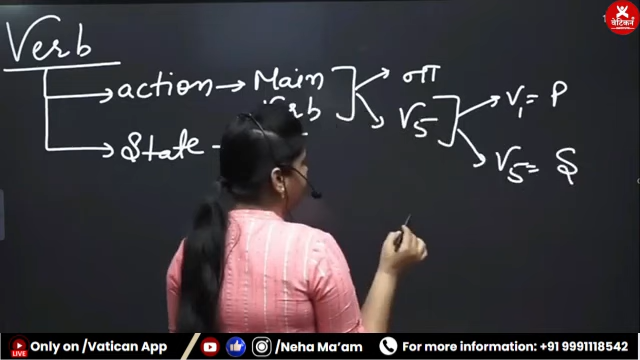 वेटिकन
Verb
action → Main Verb → ना
V5 → V1 = P
V5 = S
State -
LIVE
Only on /Vatican App
/Neha Ma'am
For more information: +91 9991118542